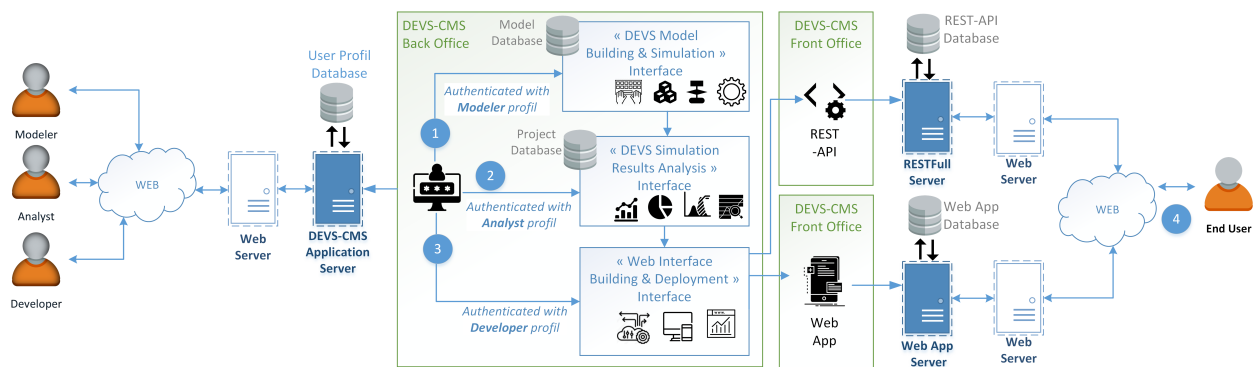 Modeler
Analyst
Developer
WEB
Web
Server
User Profil
Database
DEVS-CMS
Application
Server
DEVS-CMS
Back Office
Model
Database
« DEVS Model
Building & Simulation »
Interface
Authenticated with
Modeler profil
1
Project
Database
« DEVS Simulation
Results Analysis »
Interface
2
Authenticated with
Analyst profil
3
« Web Interface
Building & Deployment »
Interface
Authenticated with
Developer profil
DEVS-CMS
Front Office
REST
-API
DEVS-CMS
Front Office
Web
App
REST-API
Database
RESTFull
Server
Web
Server
Web App
Database
Web App
Server
Web
Server
WEB
4
End User